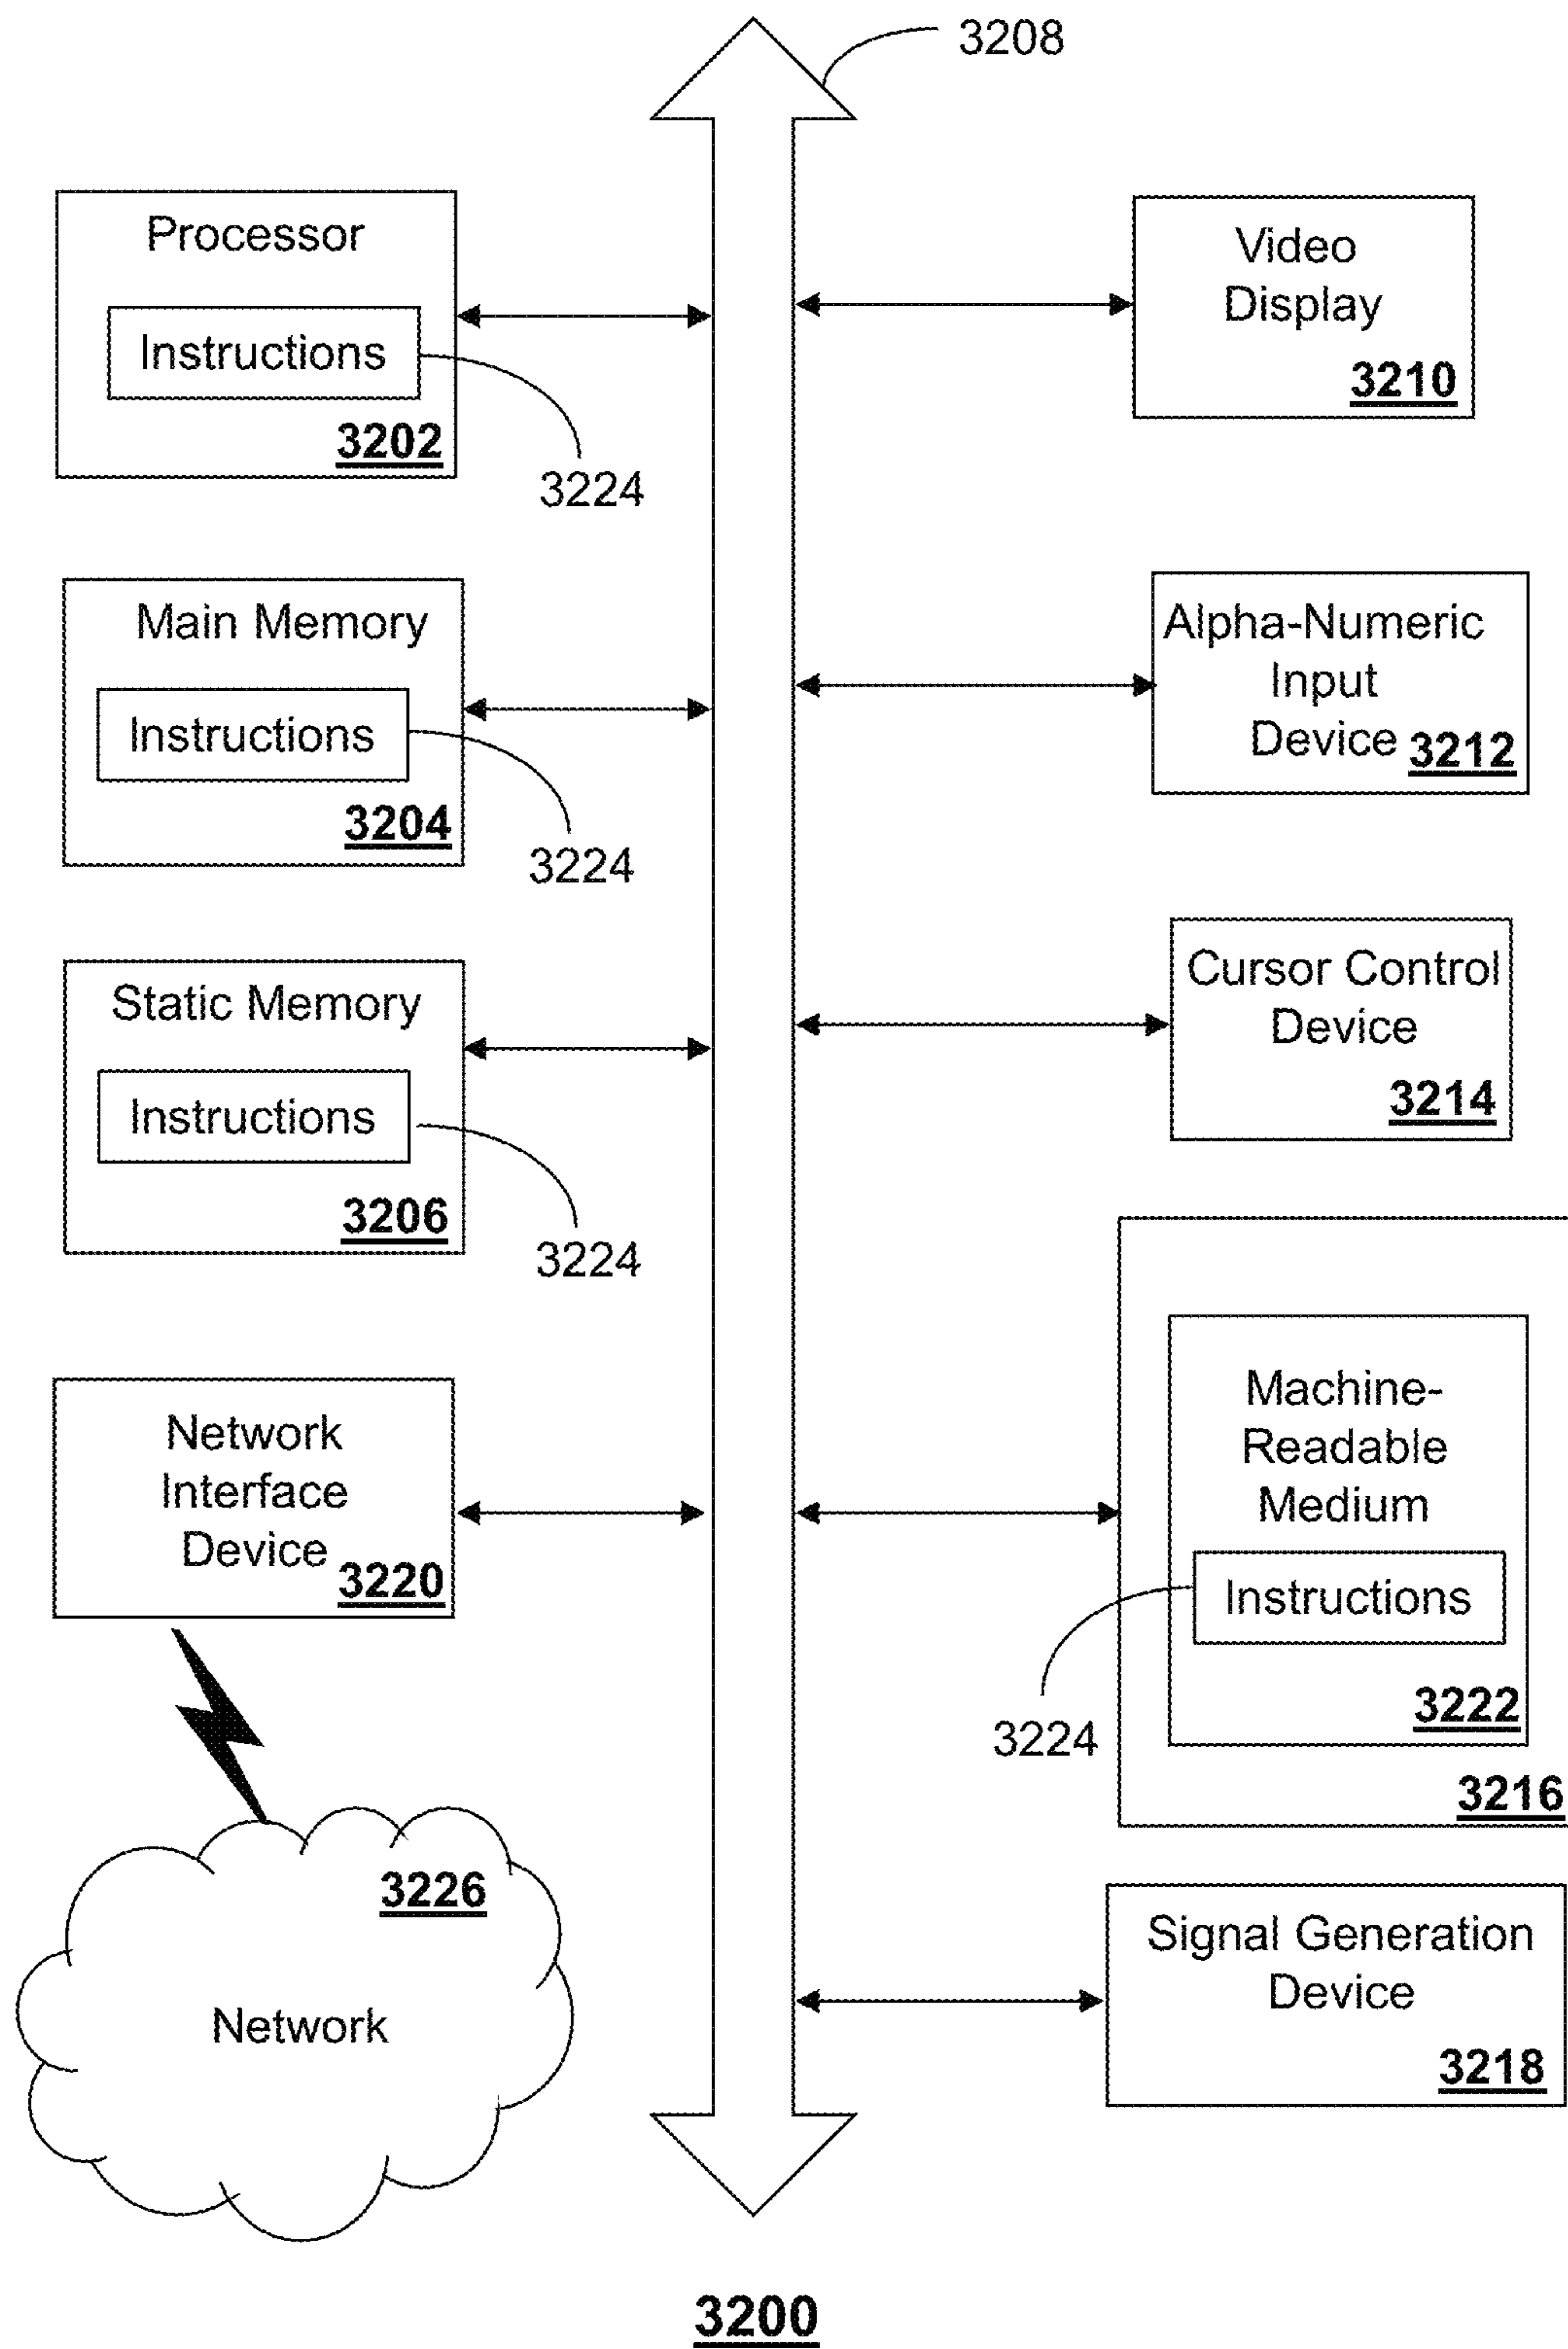 3208
Processor
Instructions
3202
3224
Main Memory
Instructions
3204
3224
Static Memory
Instructions
3206
3224
Network
Interface
Device
3220
3226
Network
Video
Display
3210
Alpha-Numeric
Input
Device 3212
Cursor Control
Device
3214
Machine-
Readable
Medium
Instructions
3222
3224
3216
Signal Generation
Device
3218
3200